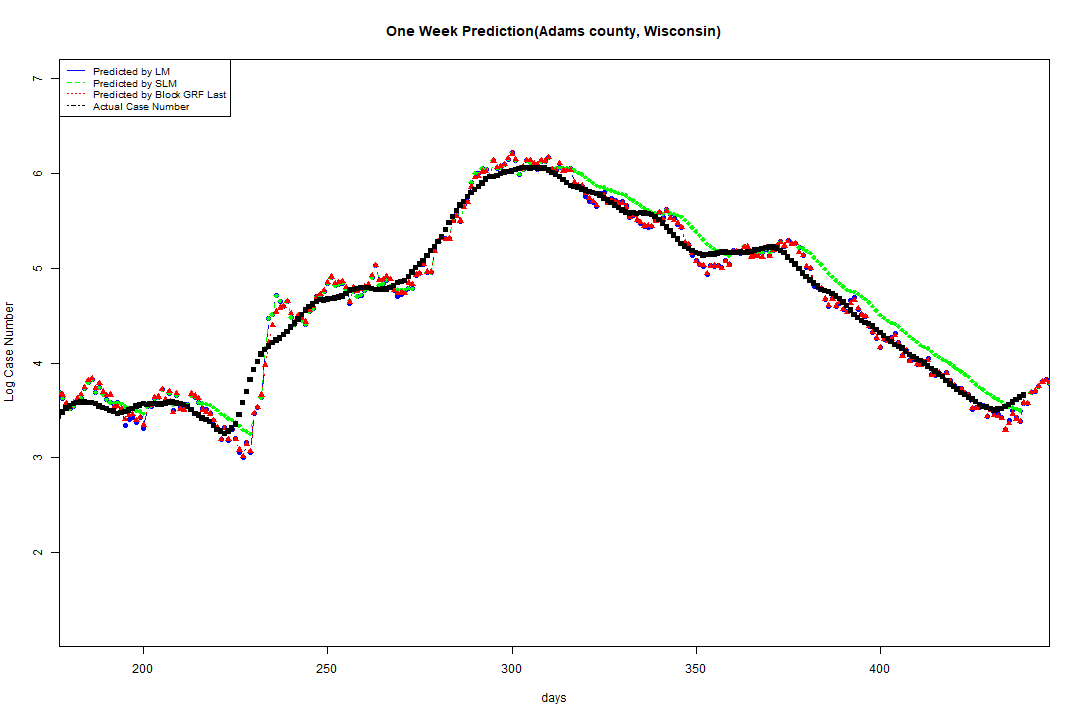 One Week Prediction(Adams county, Wisconsin)
Predicted by LM
Predicted by SLM
Predicted by Block GRF Last
Actual Case Number
7
6
5
4
3
2
Log Case Number
200 250 300 350 400
days